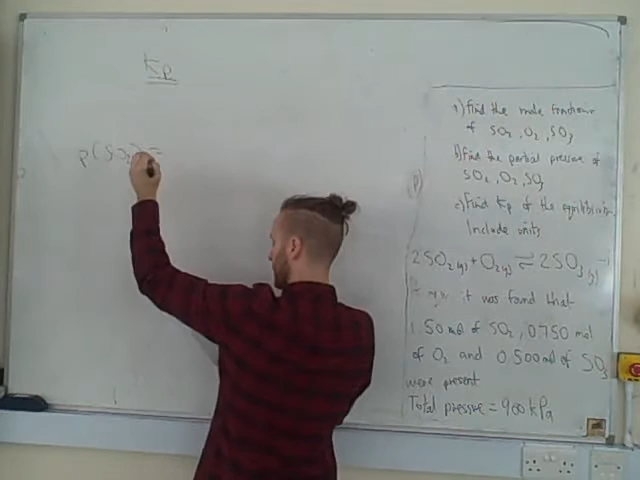 Kp
P(SO2) =
a) Find the mole fractions
of SO2, O2, SO3
b) Find the partial pressure of
SO2, O2, SO3
(P)
c) Find Kp of the equilibrium
Include units
2SO2(g) + O2(g) ⇌ 2SO3(g)
it was found that
1.50 mol of SO2, 0.750 mol
of O2 and 0.500 mol of SO3
were present
Total pressure = 900 kPa